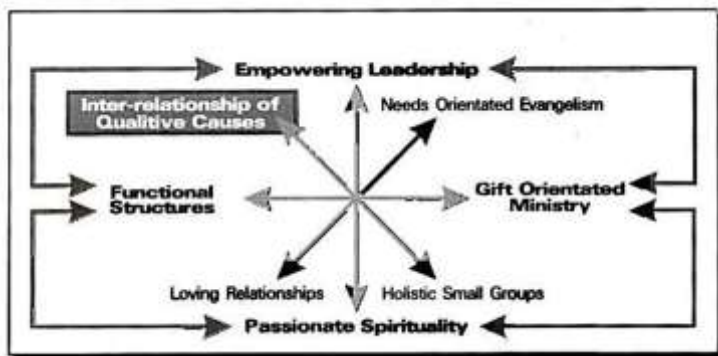 Empowering Leadership
Inter-relationship of
Qualitive Causes
Needs Orientated Evangelism
Functional
Structures
Gift Orientated
Ministry
Loving Relationships
Holistic Small Groups
Passionate Spirituality